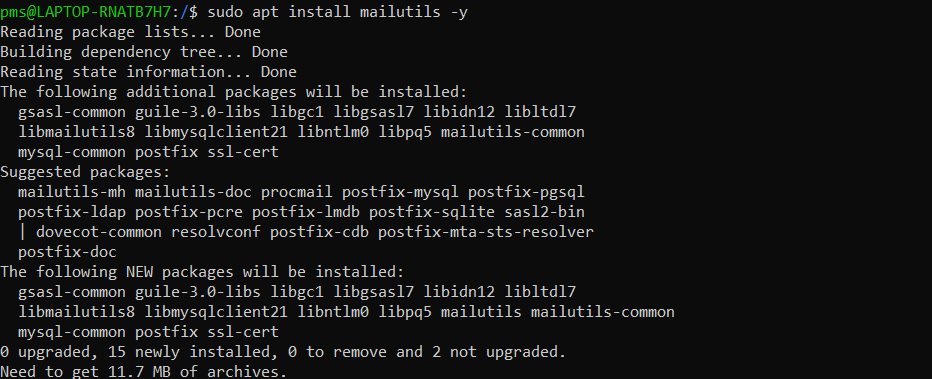 pms@LAPTOP-RNATB7H7:/$ sudo apt install mailutils -y
Reading package lists... Done
Building dependency tree... Done
Reading state information... Done
The following additional packages will be installed:
  gsasl-common guile-3.0-libs libgc1 libgsasl7 libidn12 libltdl7
  libmailutils8 libmysqlclient21 libntlm0 libpq5 mailutils-common
  mysql-common postfix ssl-cert
Suggested packages:
  mailutils-mh mailutils-doc procmail postfix-mysql postfix-pgsql
  postfix-ldap postfix-pcre postfix-lmdb postfix-sqlite sasl2-bin
  | dovecot-common resolvconf postfix-cdb postfix-mta-sts-resolver
  postfix-doc
The following NEW packages will be installed:
  gsasl-common guile-3.0-libs libgc1 libgsasl7 libidn12 libltdl7
  libmailutils8 libmysqlclient21 libntlm0 libpq5 mailutils mailutils-common
  mysql-common postfix ssl-cert
0 upgraded, 15 newly installed, 0 to remove and 2 not upgraded.
Need to get 11.7 MB of archives.